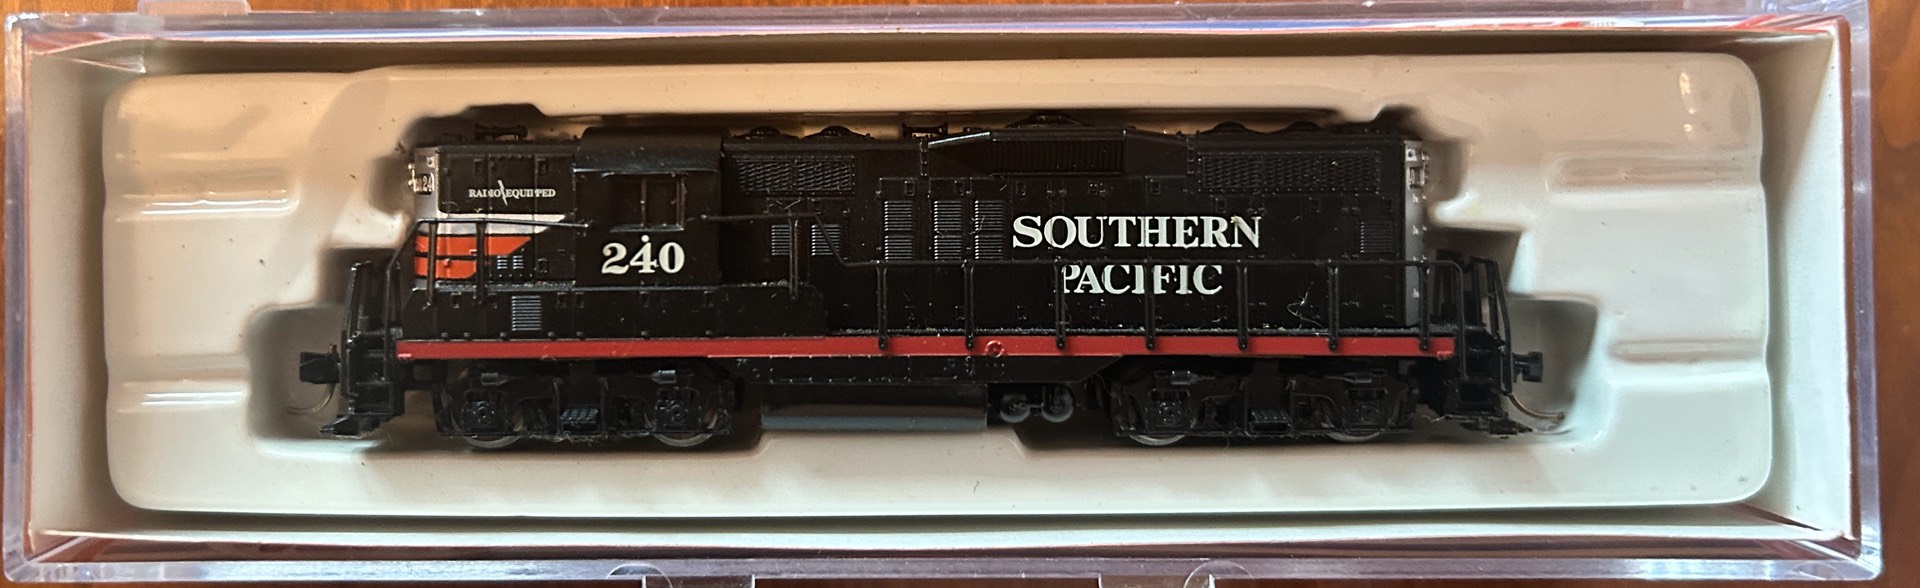 RADIO EQUIPPED
240
SOUTHERN
PACIFIC